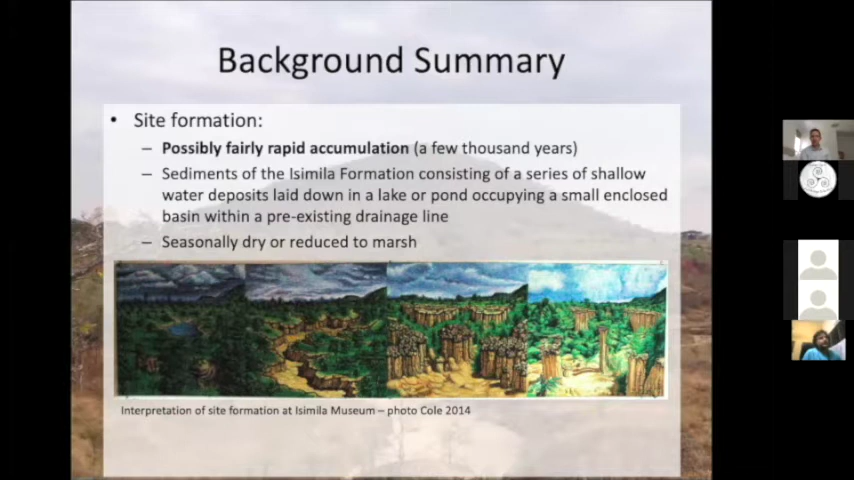 Background Summary
• Site formation:
– Possibly fairly rapid accumulation (a few thousand years)
– Sediments of the Isimila Formation consisting of a series of shallow
water deposits laid down in a lake or pond occupying a small enclosed
basin within a pre-existing drainage line
– Seasonally dry or reduced to marsh
Interpretation of site formation at Isimila Museum – photo Cole 2014